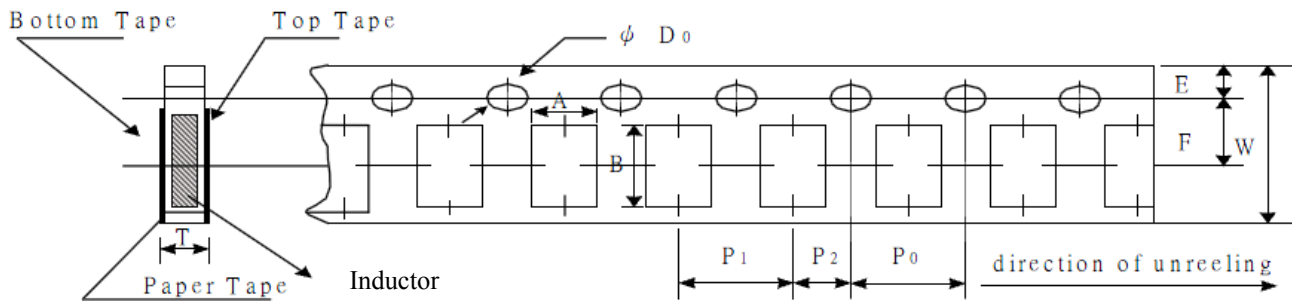 Bottom Tape
Top Tape
ϕ D0
A
E
B
F
W
T
P1
P2
P0
direction of unreeling
Paper Tape
Inductor